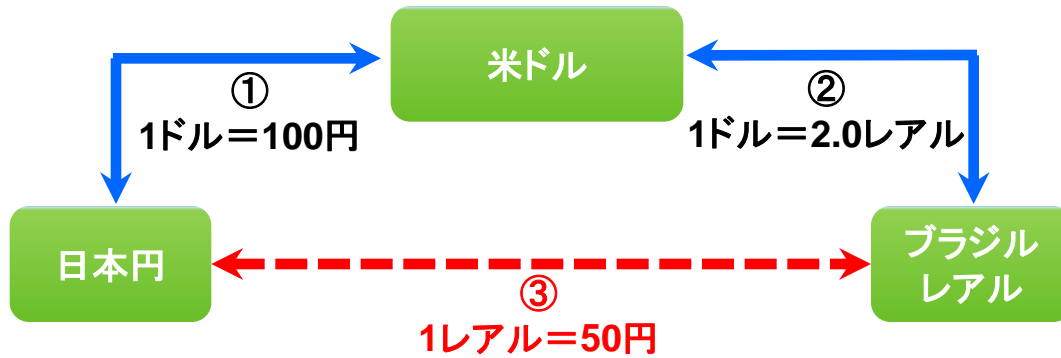 米ドル
①
1ドル＝100円
②
1ドル＝2.0レアル
日本円
ブラジル
レアル
③
1レアル＝50円